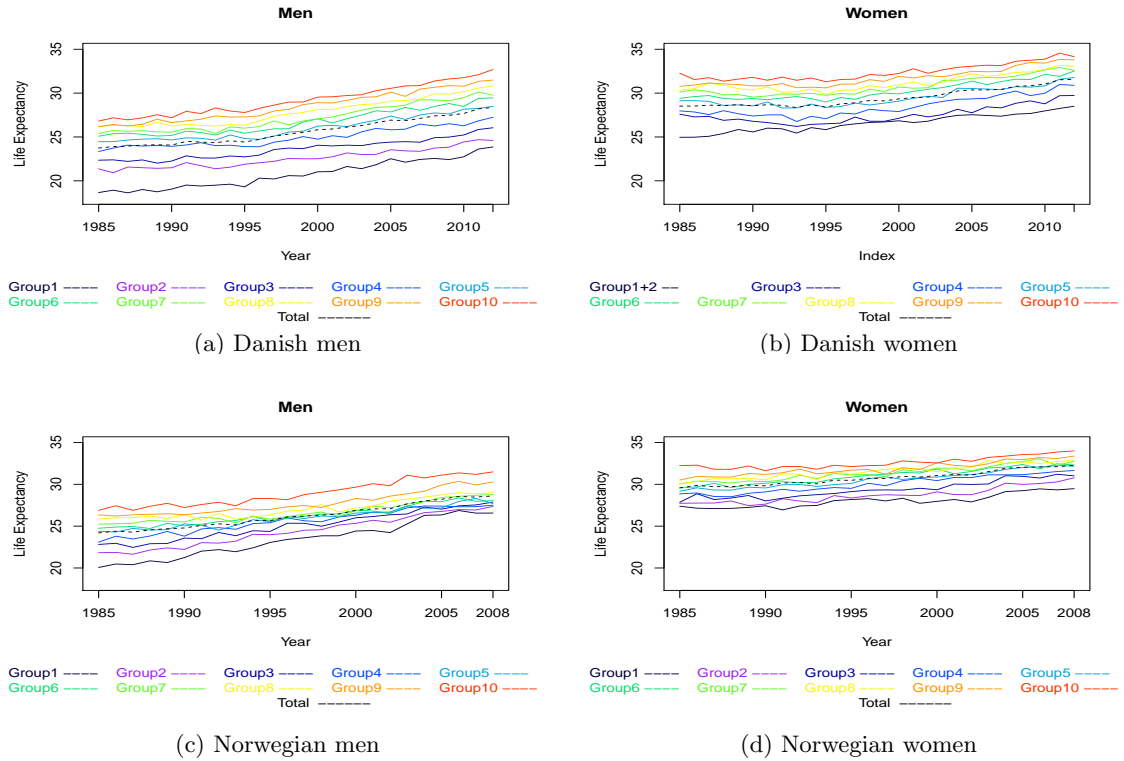 Men
Life Expectancy
35
30
25
20
1985 1990 1995 2000 2005 2010
Year
Group1 –––– Group2 –––– Group3 –––– Group4 –––– Group5 ––––
Group6 –––– Group7 –––– Group8 –––– Group9 –––– Group10 ––––
Total ––––––
(a) Danish men
Women
Life Expectancy
35
30
25
20
1985 1990 1995 2000 2005 2010
Index
Group1+2 –– Group3 –––– Group4 –––– Group5 ––––
Group6 –––– Group7 –––– Group8 –––– Group9 –––– Group10 ––––
Total ––––––
(b) Danish women
Men
Life Expectancy
35
30
25
20
1985 1990 1995 2000 2005 2008
Year
Group1 –––– Group2 –––– Group3 –––– Group4 –––– Group5 ––––
Group6 –––– Group7 –––– Group8 –––– Group9 –––– Group10 ––––
Total ––––––
(c) Norwegian men
Women
Life Expectancy
35
30
25
20
1985 1990 1995 2000 2005 2008
Year
Group1 –––– Group2 –––– Group3 –––– Group4 –––– Group5 ––––
Group6 –––– Group7 –––– Group8 –––– Group9 –––– Group10 ––––
Total ––––––
(d) Norwegian women